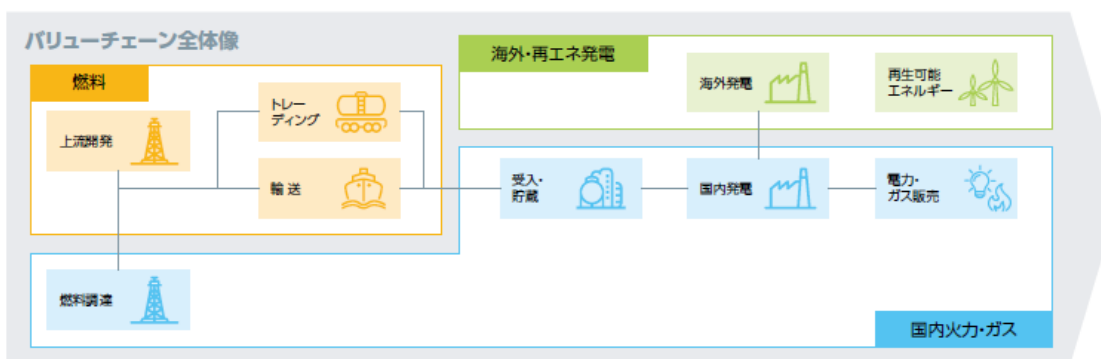 バリューチェーン全体像
燃料
上流開発
トレー
ディング
輸送
燃料調達
海外・再エネ発電
海外発電
再生可能
エネルギー
受入・
貯蔵
国内発電
電力・
ガス販売
国内火力・ガス